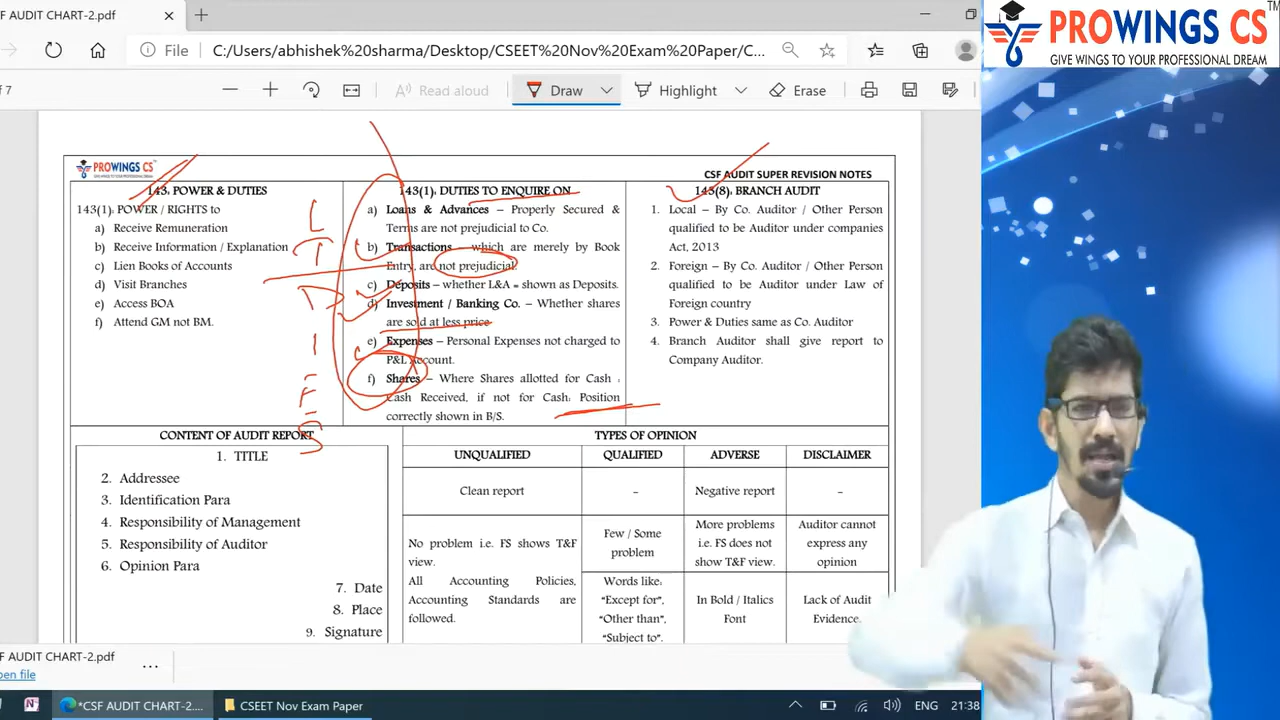 F AUDIT CHART-2.pdf
PROWINGS CS™
GIVE WINGS TO YOUR PROFESSIONAL DREAM
File C:/Users/abhishek%20sharma/Desktop/CSEET%20Nov%20Exam%20Paper/C...
f 7
Read aloud
Draw
Highlight
Erase
PROWINGS CS
CSF AUDIT SUPER REVISION NOTES
143: POWER & DUTIES
143(1): POWER / RIGHTS to
a) Receive Remuneration
b) Receive Information / Explanation
c) Lien Books of Accounts
d) Visit Branches
e) Access BOA
f) Attend GM not BM.
L
T
D
I
E
S
143(1): DUTIES TO ENQUIRE ON
a) Loans & Advances – Properly Secured &
Terms are not prejudicial to Co.
b) Transactions – which are merely by Book
Entry, are not prejudicial.
c) Deposits – whether L&A = shown as Deposits.
d) Investment / Banking Co. – Whether shares
are sold at less price
e) Expenses – Personal Expenses not charged to
P&L Account.
f) Shares – Where Shares allotted for Cash :
Cash Received, if not for Cash: Position
correctly shown in B/S.
143(8): BRANCH AUDIT
1. Local – By Co. Auditor / Other Person
qualified to be Auditor under companies
Act, 2013
2. Foreign – By Co. Auditor / Other Person
qualified to be Auditor under Law of
Foreign country
3. Power & Duties same as Co. Auditor
4. Branch Auditor shall give report to
Company Auditor.
CONTENT OF AUDIT REPORT
1. TITLE
2. Addressee
3. Identification Para
4. Responsibility of Management
5. Responsibility of Auditor
6. Opinion Para
7. Date
8. Place
9. Signature
TYPES OF OPINION
UNQUALIFIED QUALIFIED ADVERSE DISCLAIMER
Clean report - Negative report -
No problem i.e. FS shows T&F
view.
All Accounting Policies,
Accounting Standards are
followed.
Few / Some
problem
More problems
i.e. FS does not
show T&F view.
Auditor cannot
express any
opinion
Words like:
"Except for",
"Other than",
"Subject to".
In Bold / Italics
Font
Lack of Audit
Evidence.
F AUDIT CHART-2.pdf
pen file
*CSF AUDIT CHART-2....
CSEET Nov Exam Paper
ENG 21:38